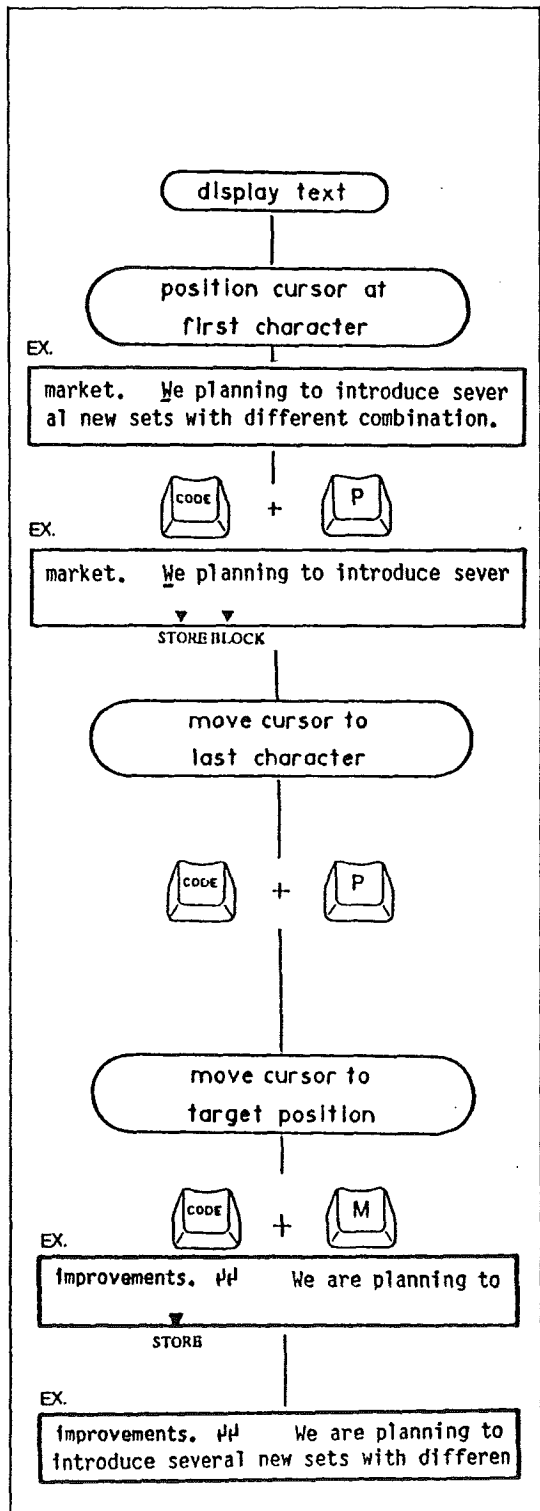 display text
position cursor at
first character
EX.
market. We planning to introduce sever
al new sets with different combination.
CODE + P
EX.
market. We planning to introduce sever
▼ ▼
STORE BLOCK
move cursor to
last character
CODE + P
move cursor to
target position
CODE + M
EX.
improvements. We are planning to
▼
STORE
EX.
improvements. We are planning to
introduce several new sets with differen